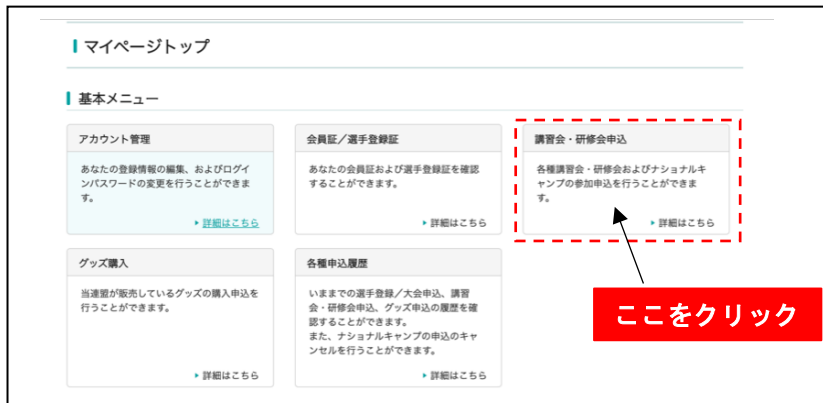 マイページトップ
基本メニュー
アカウント管理
あなたの登録情報の編集、およびログイ
ンパスワードの変更を行うことができま
す。
詳細はこちら
会員証／選手登録証
あなたの会員証および選手登録証を確認
することができます。
詳細はこちら
講習会・研修会申込
各種講習会・研修会およびナショナルキ
ャンプの参加申込を行うことができま
す。
詳細はこちら
グッズ購入
当連盟が販売しているグッズの購入申込を
行うことができます。
詳細はこちら
各種申込履歴
いままでの選手登録／大会申込、講習
会・研修会申込、グッズ申込の履歴を確
認することができます。
また、ナショナルキャンプの申込のキャ
ンセルを行うことができます。
詳細はこちら
ここをクリック